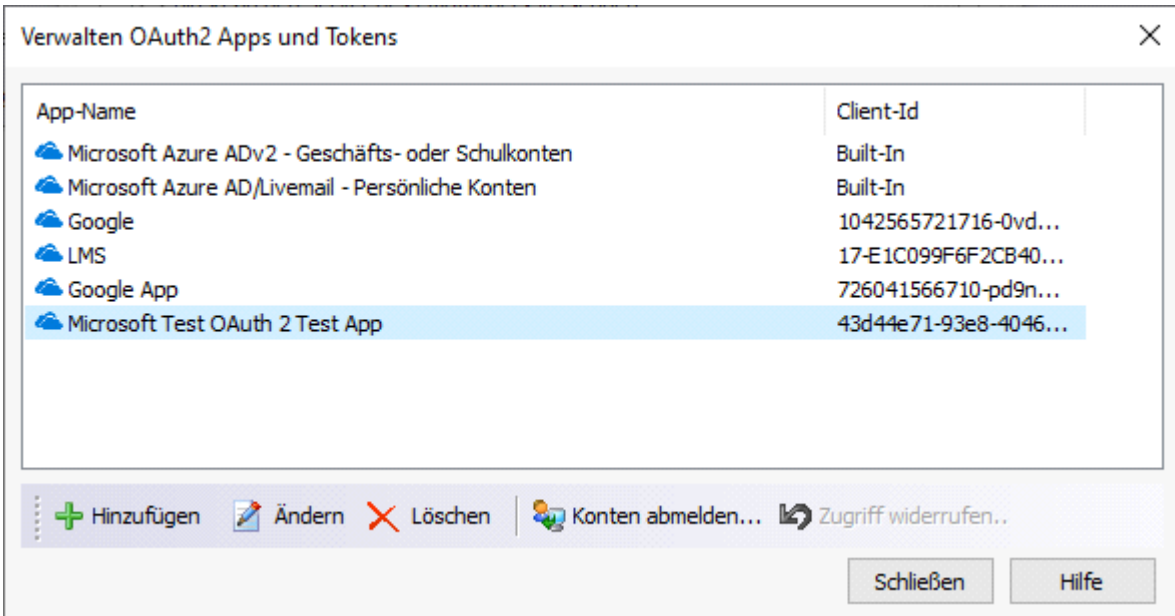 Verwalten OAuth2 Apps und Tokens
App-Name Client-Id
Microsoft Azure ADv2 - Geschäfts- oder Schulkonten Built-In
Microsoft Azure AD/Livemail - Persönliche Konten Built-In
Google 1042565721716-0vd...
LMS 17-E1C099F6F2CB40...
Google App 726041566710-pd9n...
Microsoft Test OAuth 2 Test App 43d44e71-93e8-4046...
Hinzufügen Ändern Löschen Konten abmelden... Zugriff widerrufen..
Schließen Hilfe